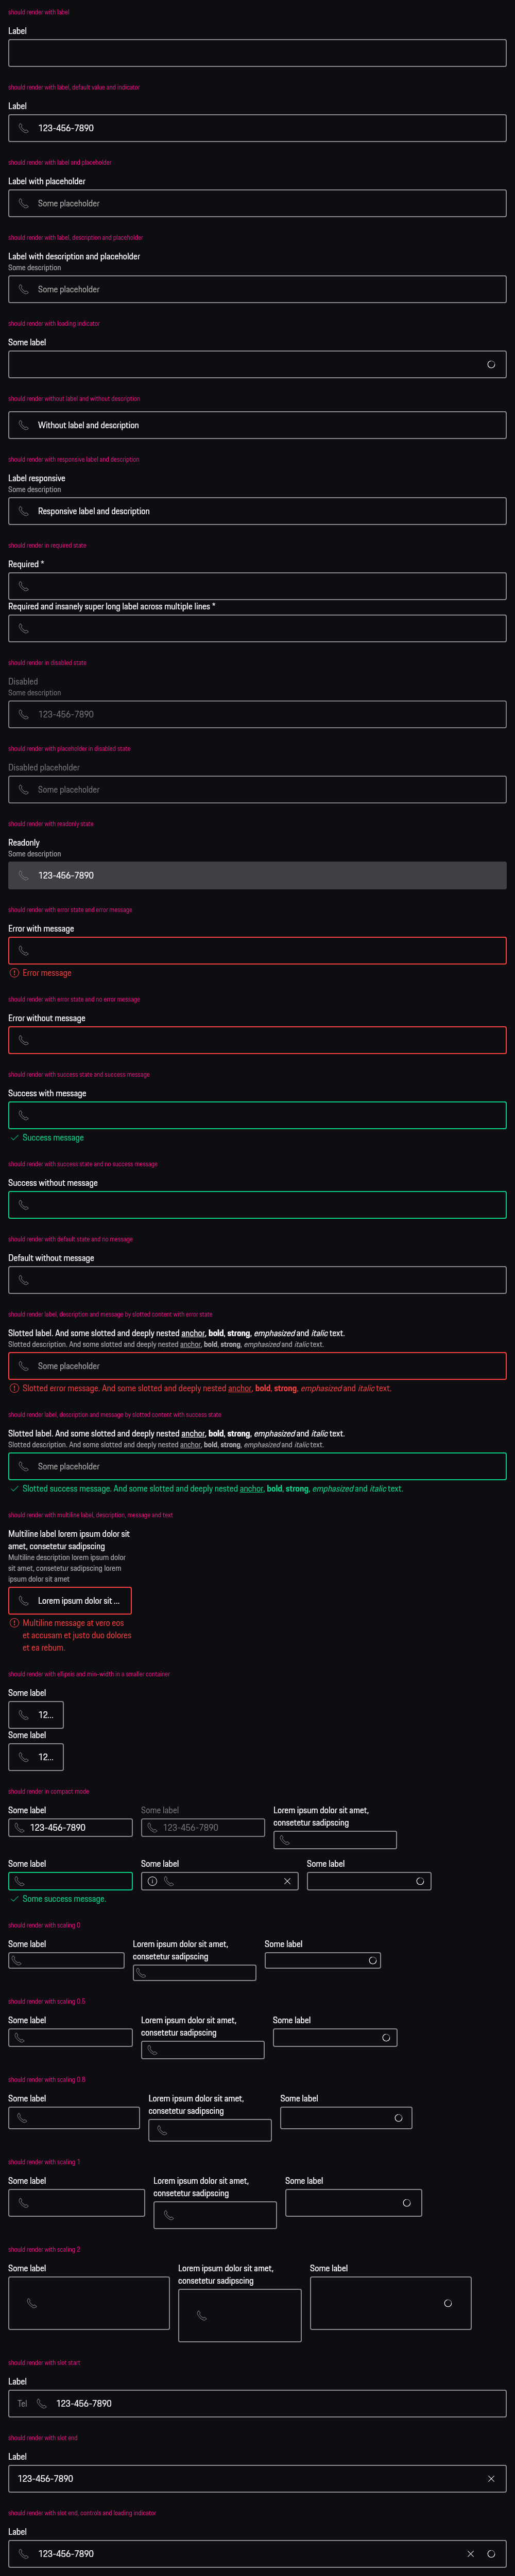 should render with label
Label
should render with label, default value and indicator
Label
123-456-7890
should render with label and placeholder
Label with placeholder
Some placeholder
should render with label, description and placeholder
Label with description and placeholder
Some description
Some placeholder
should render with loading indicator
Some label
should render without label and without description
Without label and description
should render with responsive label and description
Label responsive
Some description
Responsive label and description
should render in required state
Required *
Required and insanely super long label across multiple lines *
should render in disabled state
Disabled
Some description
123-456-7890
should render with placeholder in disabled state
Disabled placeholder
Some placeholder
should render with readonly state
Readonly
Some description
123-456-7890
should render with error state and error message
Error with message
Error message
should render with error state and no error message
Error without message
should render with success state and success message
Success with message
Success message
should render with success state and no success message
Success without message
should render with default state and no message
Default without message
should render label, description and message by slotted content with error state
Slotted label. And some slotted and deeply nested anchor, bold, strong, emphasized and italic text.
Slotted description. And some slotted and deeply nested anchor, bold, strong, emphasized and italic text.
Some placeholder
Slotted error message. And some slotted and deeply nested anchor, bold, strong, emphasized and italic text.
should render label, description and message by slotted content with success state
Slotted label. And some slotted and deeply nested anchor, bold, strong, emphasized and italic text.
Slotted description. And some slotted and deeply nested anchor, bold, strong, emphasized and italic text.
Some placeholder
Slotted success message. And some slotted and deeply nested anchor, bold, strong, emphasized and italic text.
should render with multiline label, description, message and text
Multiline label lorem ipsum dolor sit
amet, consetetur sadipscing
Multiline description lorem ipsum dolor
sit amet, consetetur sadipscing lorem
ipsum dolor sit amet
Lorem ipsum dolor sit ...
Multiline message at vero eos
et accusam et justo duo dolores
et ea rebum.
should render with ellipsis and min-width in a smaller container
Some label
12...
Some label
12...
should render in compact mode
Some label
123-456-7890
Some label
123-456-7890
Lorem ipsum dolor sit amet,
consetetur sadipscing
Some label
Some success message.
Some label
Some label
should render with scaling 0
Some label
Lorem ipsum dolor sit amet,
consetetur sadipscing
Some label
should render with scaling 0.5
Some label
Lorem ipsum dolor sit amet,
consetetur sadipscing
Some label
should render with scaling 0.8
Some label
Lorem ipsum dolor sit amet,
consetetur sadipscing
Some label
should render with scaling 1
Some label
Lorem ipsum dolor sit amet,
consetetur sadipscing
Some label
should render with scaling 2
Some label
Lorem ipsum dolor sit amet,
consetetur sadipscing
Some label
should render with slot start
Label
Tel 123-456-7890
should render with slot end
Label
123-456-7890
should render with slot end, controls and loading indicator
Label
123-456-7890